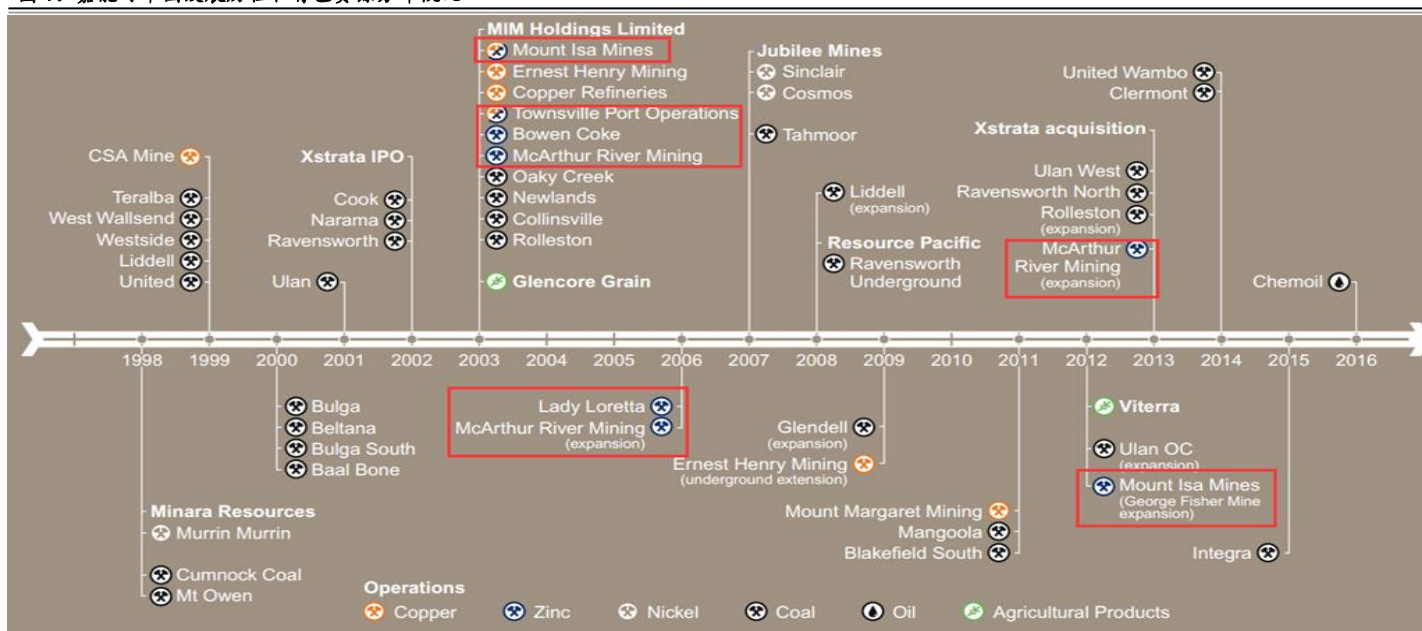 MIM Holdings Limited
Mount Isa Mines
Ernest Henry Mining
Copper Refineries
Townsville Port Operations
Bowen Coke
McArthur River Mining
Oaky Creek
Newlands
Collinsville
Rolleston
Glencore Grain
CSA Mine
Teralba
West Wallsend
Westside
Liddell
United
Xstrata IPO
Cook
Narama
Ravensworth
Ulan
Jubilee Mines
Sinclair
Cosmos
Tahmoor
Liddell
(expansion)
Resource Pacific
Ravensworth
Underground
United Wambo
Clermont
Xstrata acquisition
Ulan West
Ravensworth North
Rolleston
(expansion)
McArthur
River Mining
(expansion)
Chemoil
1998 1999 2000 2001 2002 2003 2004 2005 2006 2007 2008 2009 2010 2011 2012 2013 2014 2015 2016
Minara Resources
Murrin Murrin
Cumnock Coal
Mt Owen
Bulga
Beltana
Bulga South
Baal Bone
Lady Loretta
McArthur River Mining
(expansion)
Glendell
(expansion)
Ernest Henry Mining
(underground extension)
Mount Margaret Mining
Mangoola
Blakefield South
Viterra
Ulan OC
(expansion)
Mount Isa Mines
(George Fisher Mine
expansion)
Integra
Operations
Copper Zinc Nickel Coal Oil Agricultural Products